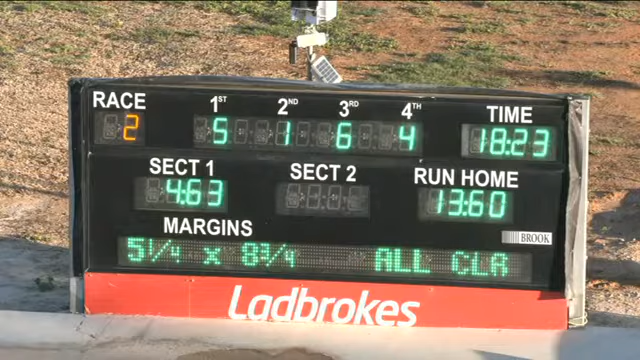 RACE 1ST 2ND 3RD 4TH TIME
2 5 1 6 4 18:23
SECT 1 SECT 2 RUN HOME
4:63 13:60
MARGINS
BROOK
5 1/4 x 8 3/4 ALL CLA
Ladbrokes